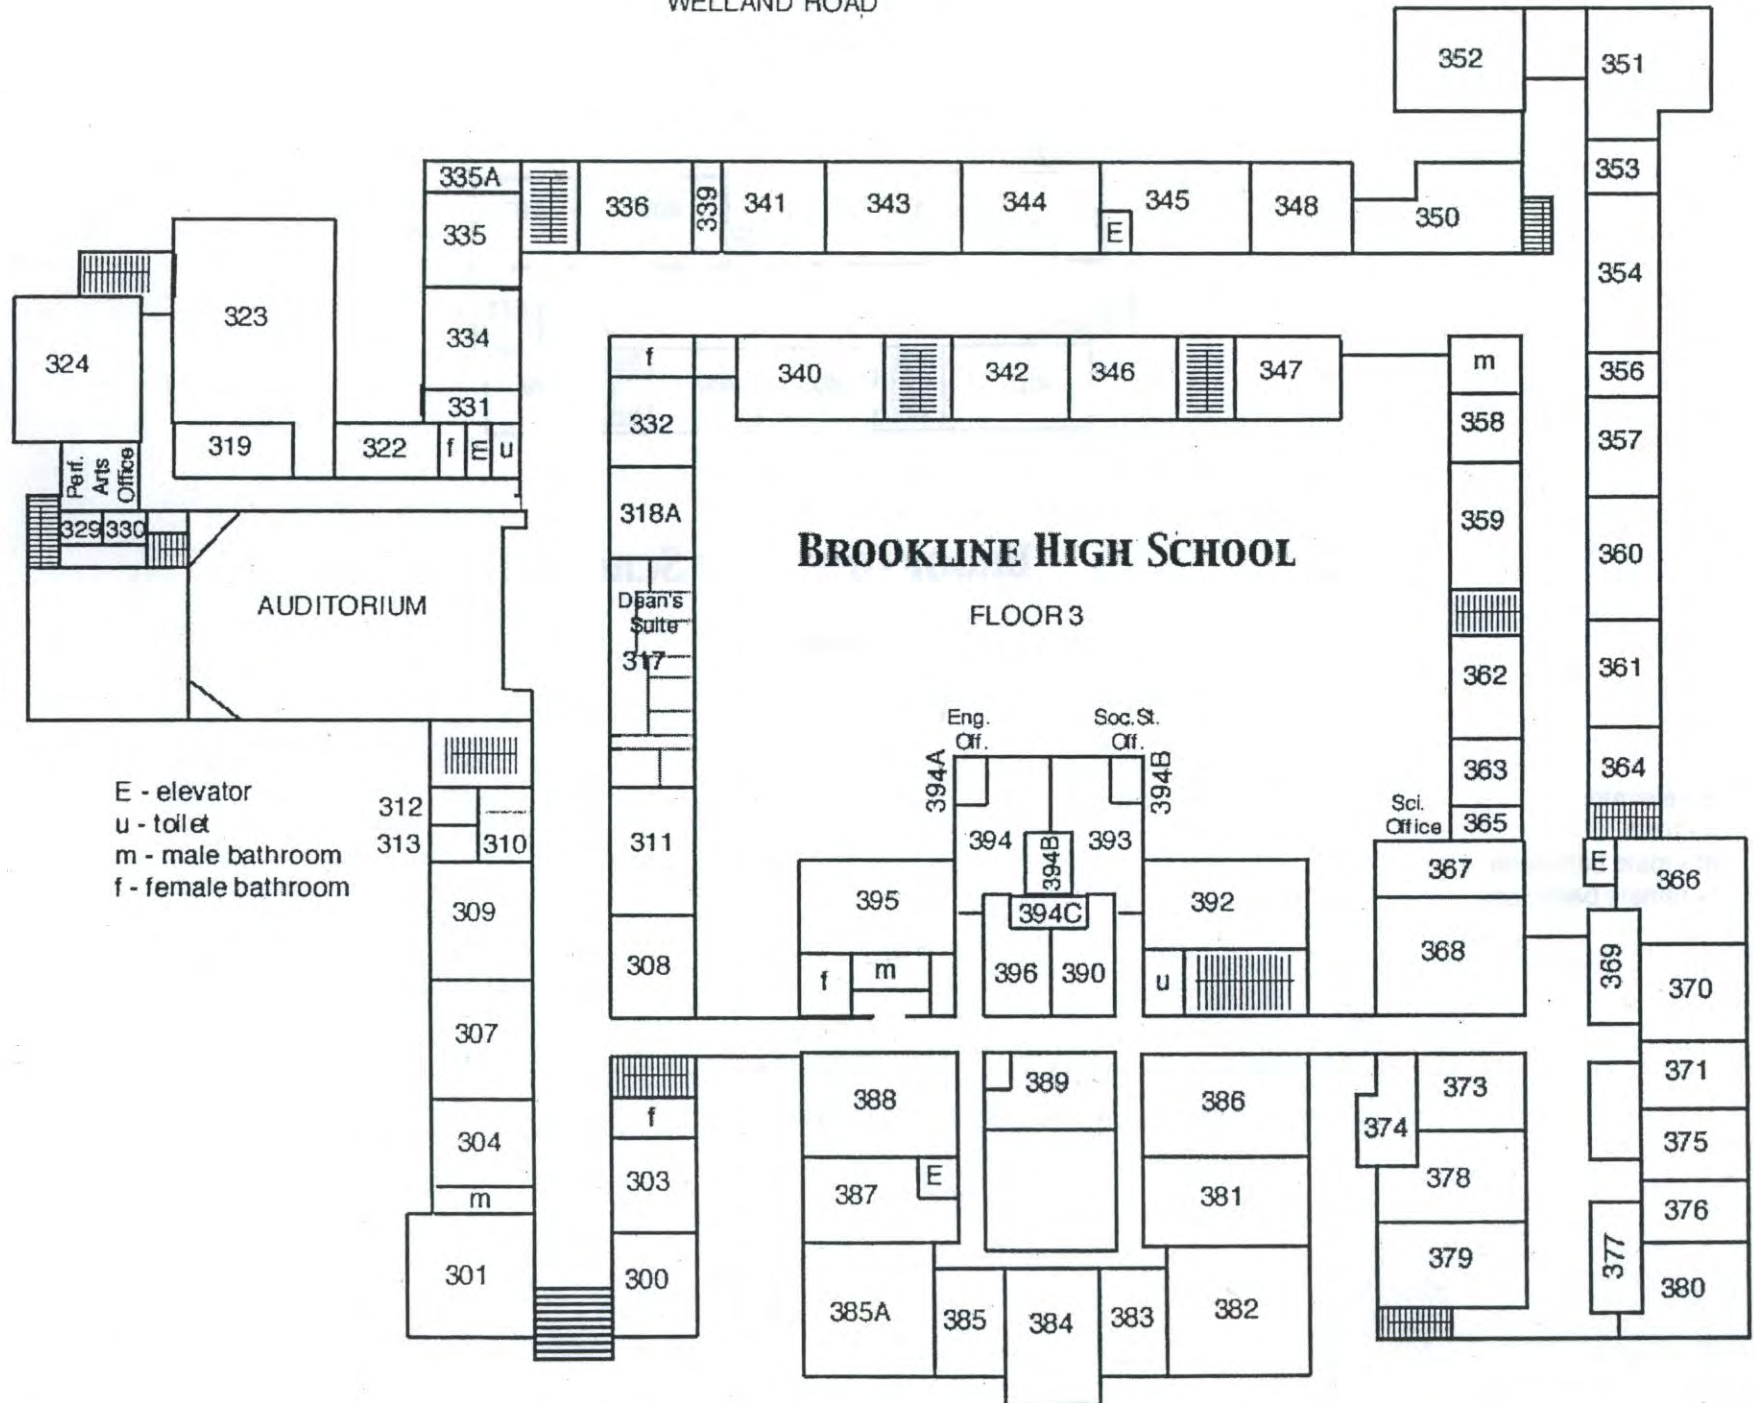 WELLAND ROAD
352
351
335A
336
339
341
343
344
345
E
348
350
353
335
354
323
324
334
331
319
322
f
m
u
f
332
340
342
346
347
m
356
358
357
Perf.
Arts
Office
329
330
318A
359
360
BROOKLINE HIGH SCHOOL
FLOOR 3
AUDITORIUM
Dean's
Suite
317
362
361
Eng.
Off.
Soc. St.
Off.
394A
394B
363
364
E - elevator
u - toilet
m - male bathroom
f - female bathroom
312
313
310
311
394
393
394B
Sci.
Office
365
367
E
366
309
395
394C
392
368
369
308
f
m
396
390
u
370
307
388
389
386
373
371
f
374
304
303
387
E
381
378
375
m
376
301
300
385A
385
384
383
382
379
377
380